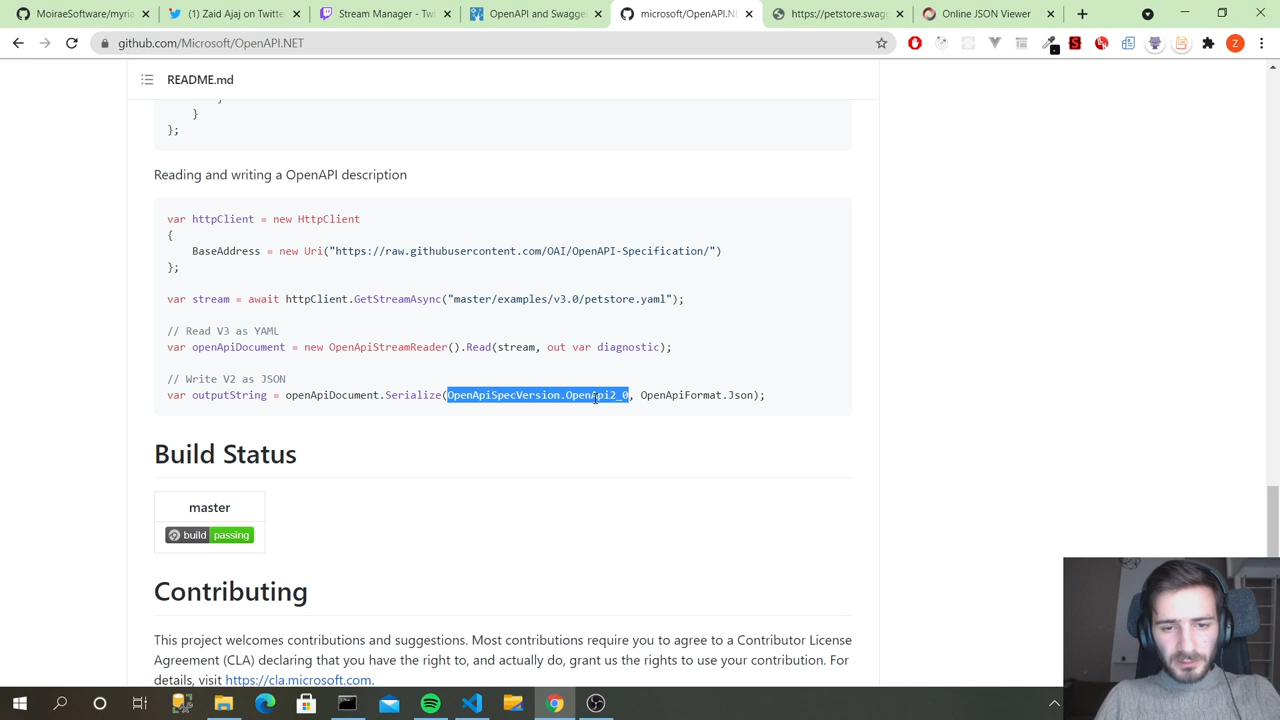 MoiraeSoftware/myria
(1) Zaid Ajaj on Twitte
Stream Manager - Twi
OpenAPI and Swagge
microsoft/OpenAPI.NE
https://petstore.swag
Online JSON Viewer
github.com/Microsoft/OpenAPI.NET
README.md
}
}
};
Reading and writing a OpenAPI description
var httpClient = new HttpClient
{
BaseAddress = new Uri("https://raw.githubusercontent.com/OAI/OpenAPI-Specification/")
};
var stream = await httpClient.GetStreamAsync("master/examples/v3.0/petstore.yaml");
// Read V3 as YAML
var openApiDocument = new OpenApiStreamReader().Read(stream, out var diagnostic);
// Write V2 as JSON
var outputString = openApiDocument.Serialize(OpenApiSpecVersion.OpenApi2_0, OpenApiFormat.Json);
Build Status
master
build passing
Contributing
This project welcomes contributions and suggestions. Most contributions require you to agree to a Contributor License
Agreement (CLA) declaring that you have the right to, and actually do, grant us the rights to use your contribution. For
details, visit https://cla.microsoft.com.